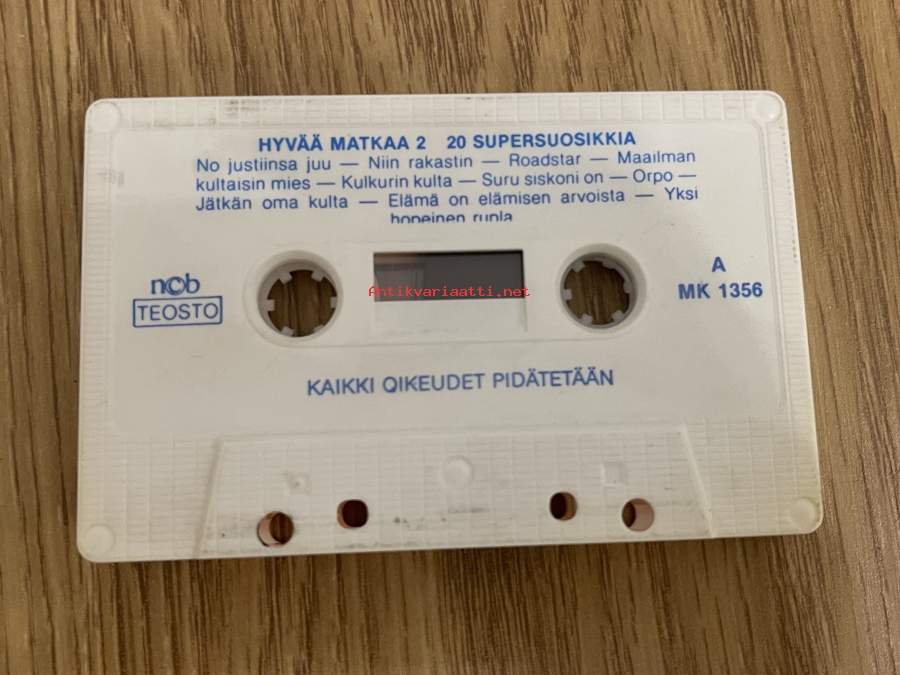 HYVÄÄ MATKAA 2 20 SUPERSUOSIKKIA
No justiinsa juu — Niin rakastin — Roadstar — Maailman
kultaisin mies — Kulkurin kulta — Suru siskoni on — Orpo —
Jätkän oma kulta — Elämä on elämisen arvoista — Yksi
hopeinen rupla
ncb
TEOSTO
Antikvariaatti.net
A
MK 1356
KAIKKI QIKEUDET PIDÄTETÄÄN